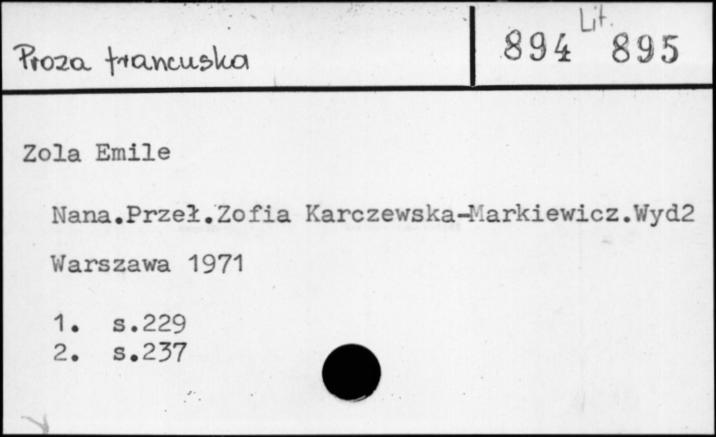 Proza francuska
Lit.
894 895
Zola Emile
Nana.Przeł.Zofia Karczewska-Markiewicz.Wyd2
Warszawa 1971
1. s.229
2. s.237